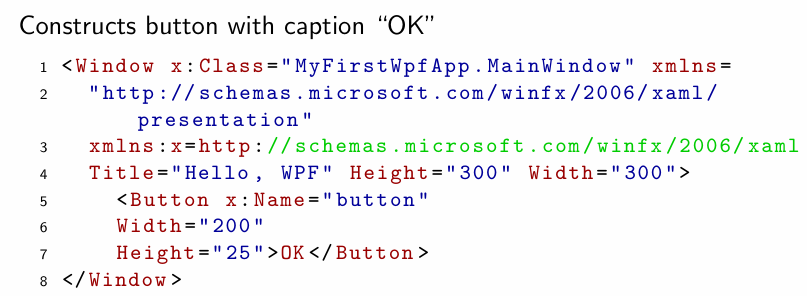 Constructs button with caption “OK”
1 <Window x:Class="MyFirstWpfApp.MainWindow" xmlns=
2 "http://schemas.microsoft.com/winfx/2006/xaml/
presentation"
3 xmlns:x=http://schemas.microsoft.com/winfx/2006/xaml
4 Title="Hello, WPF" Height="300" Width="300">
5 <Button x:Name="button"
6 Width="200"
7 Height="25">OK</Button>
8 </Window>